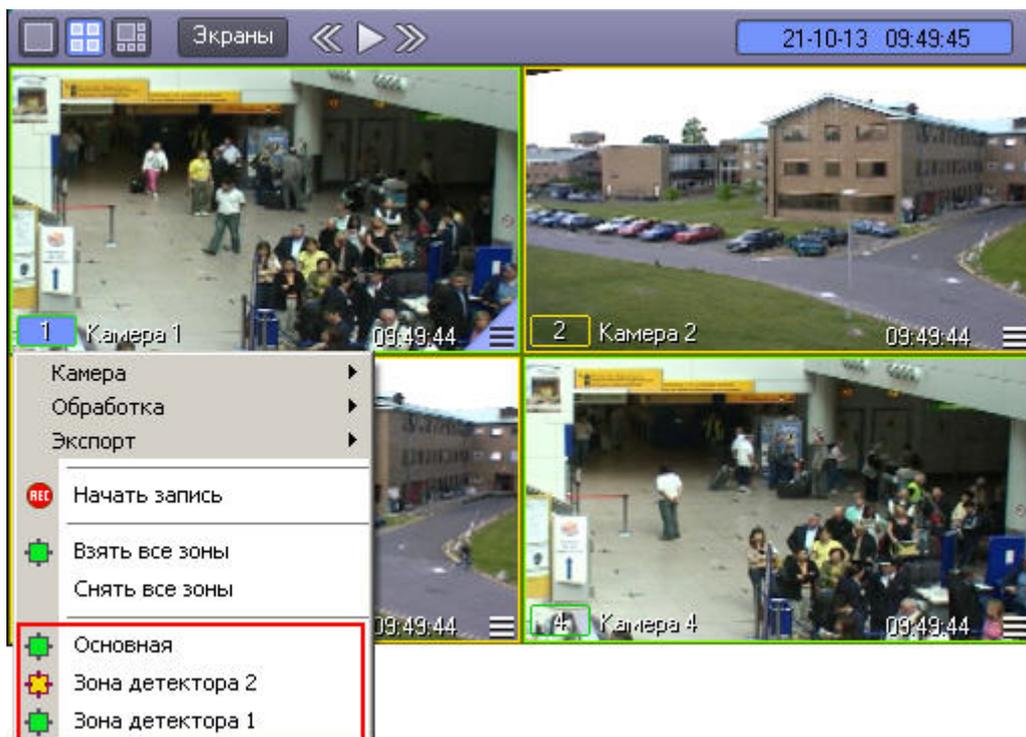 Экраны 21-10-13 09:49:45
1 Камера 1 09:49:44
2 Камера 2 09:49:44
Камера
Обработка
Экспорт
REC Начать запись
Взять все зоны
Снять все зоны
Основная
Зона детектора 2
Зона детектора 1
09:49:44
4 Камера 4 09:49:44